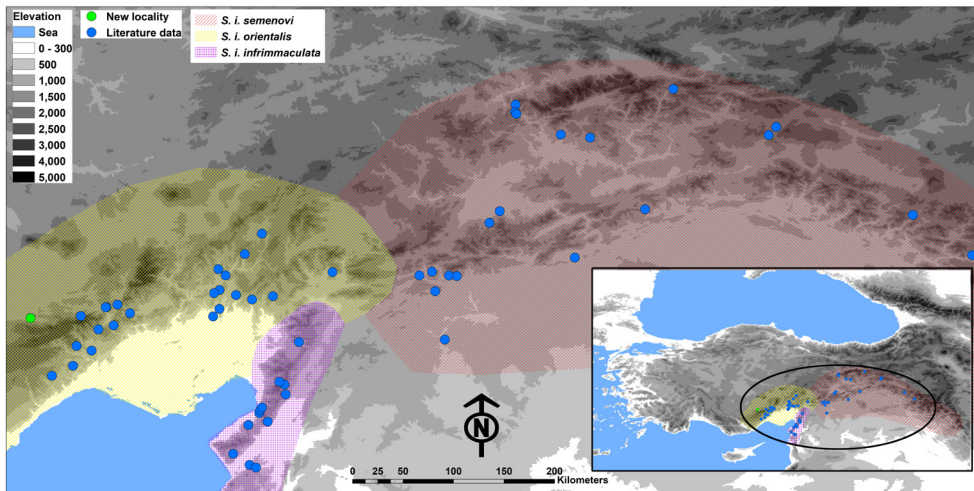 Elevation
Sea
0 - 300
500
1,000
1,500
2,000
2,500
3,000
4,000
5,000
New locality
Literature data
S. i. semenovi
S. i. orientalis
S. i. infrimmaculata
N
0 25 50 100 150 200
Kilometers